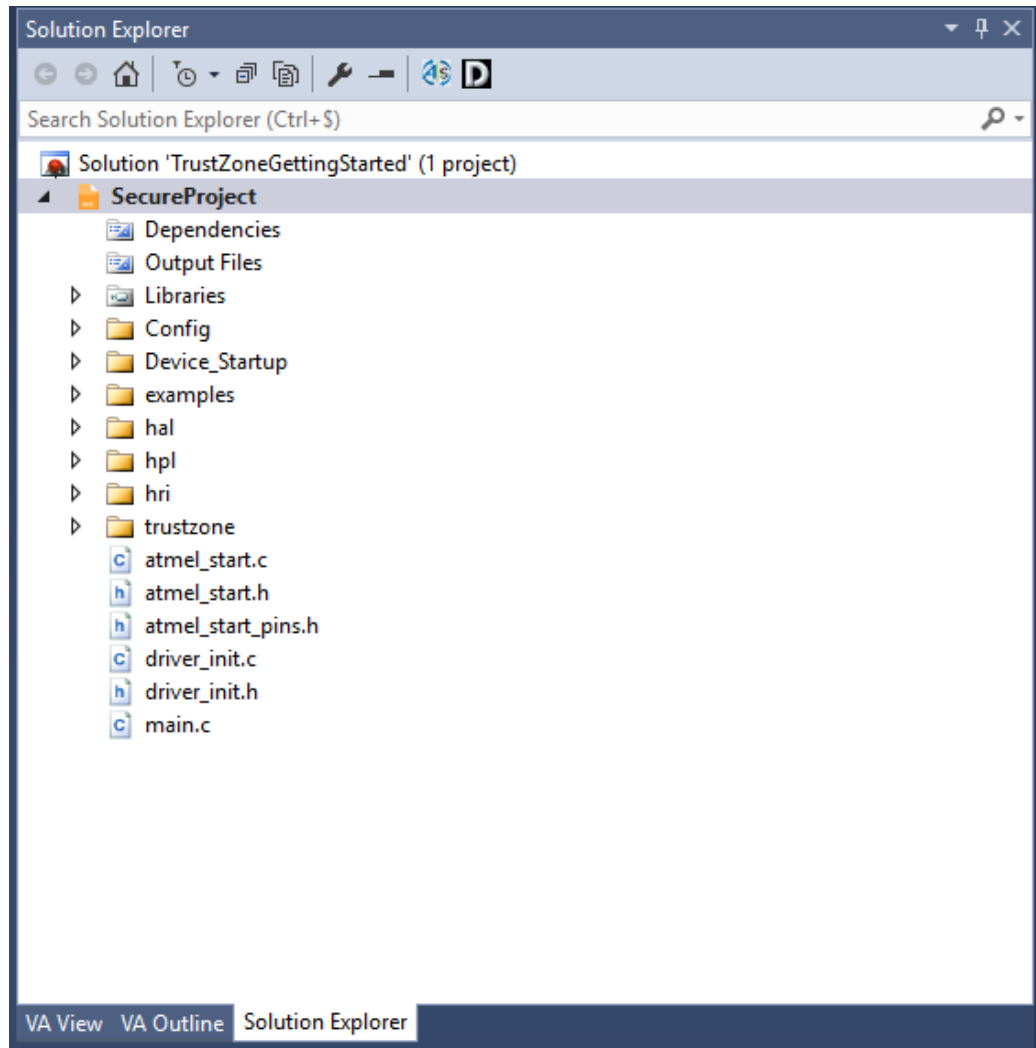 Solution Explorer
Search Solution Explorer (Ctrl+$)
Solution 'TrustZoneGettingStarted' (1 project)
SecureProject
Dependencies
Output Files
Libraries
Config
Device_Startup
examples
hal
hpl
hri
trustzone
atmel_start.c
atmel_start.h
atmel_start_pins.h
driver_init.c
driver_init.h
main.c
VA View VA Outline Solution Explorer